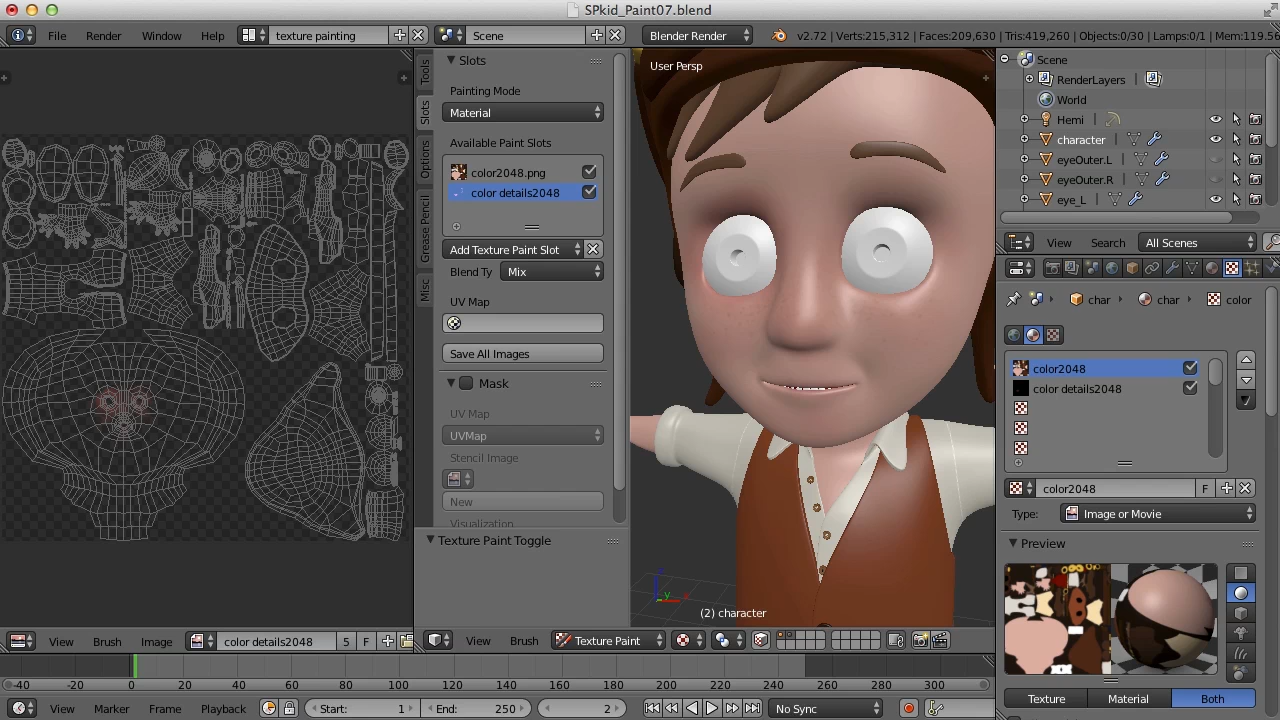 SPkid_Paint07.blend
File Render Window Help texture painting Scene Blender Render v2.72 | Verts:215,312 | Faces:209,630 | Tris:419,260 | Objects:0/30 | Lamps:0/1 | Mem:119.56
Tools
Slots
Options
Grease Pencil
Misc
Slots
Painting Mode
Material
Available Paint Slots
color2048.png
color details2048
Add Texture Paint Slot
Blend Ty Mix
UV Map
Save All Images
Mask
UV Map
UVMap
Stencil Image
New
Visualization
Texture Paint Toggle
User Persp
(2) character
Scene
RenderLayers
World
Hemi
character
eyeOuter.L
eyeOuter.R
eye_L
View Search All Scenes
char char color
color2048
color details2048
color2048 F
Type: Image or Movie
Preview
Texture Material Both
View Brush Image color details2048 5 F
View Brush Texture Paint
-40 -20 0 20 40 60 80 100 120 140 160 180 200 220 240 260 280 300
View Marker Frame Playback Start: 1 End: 250 2 No Sync